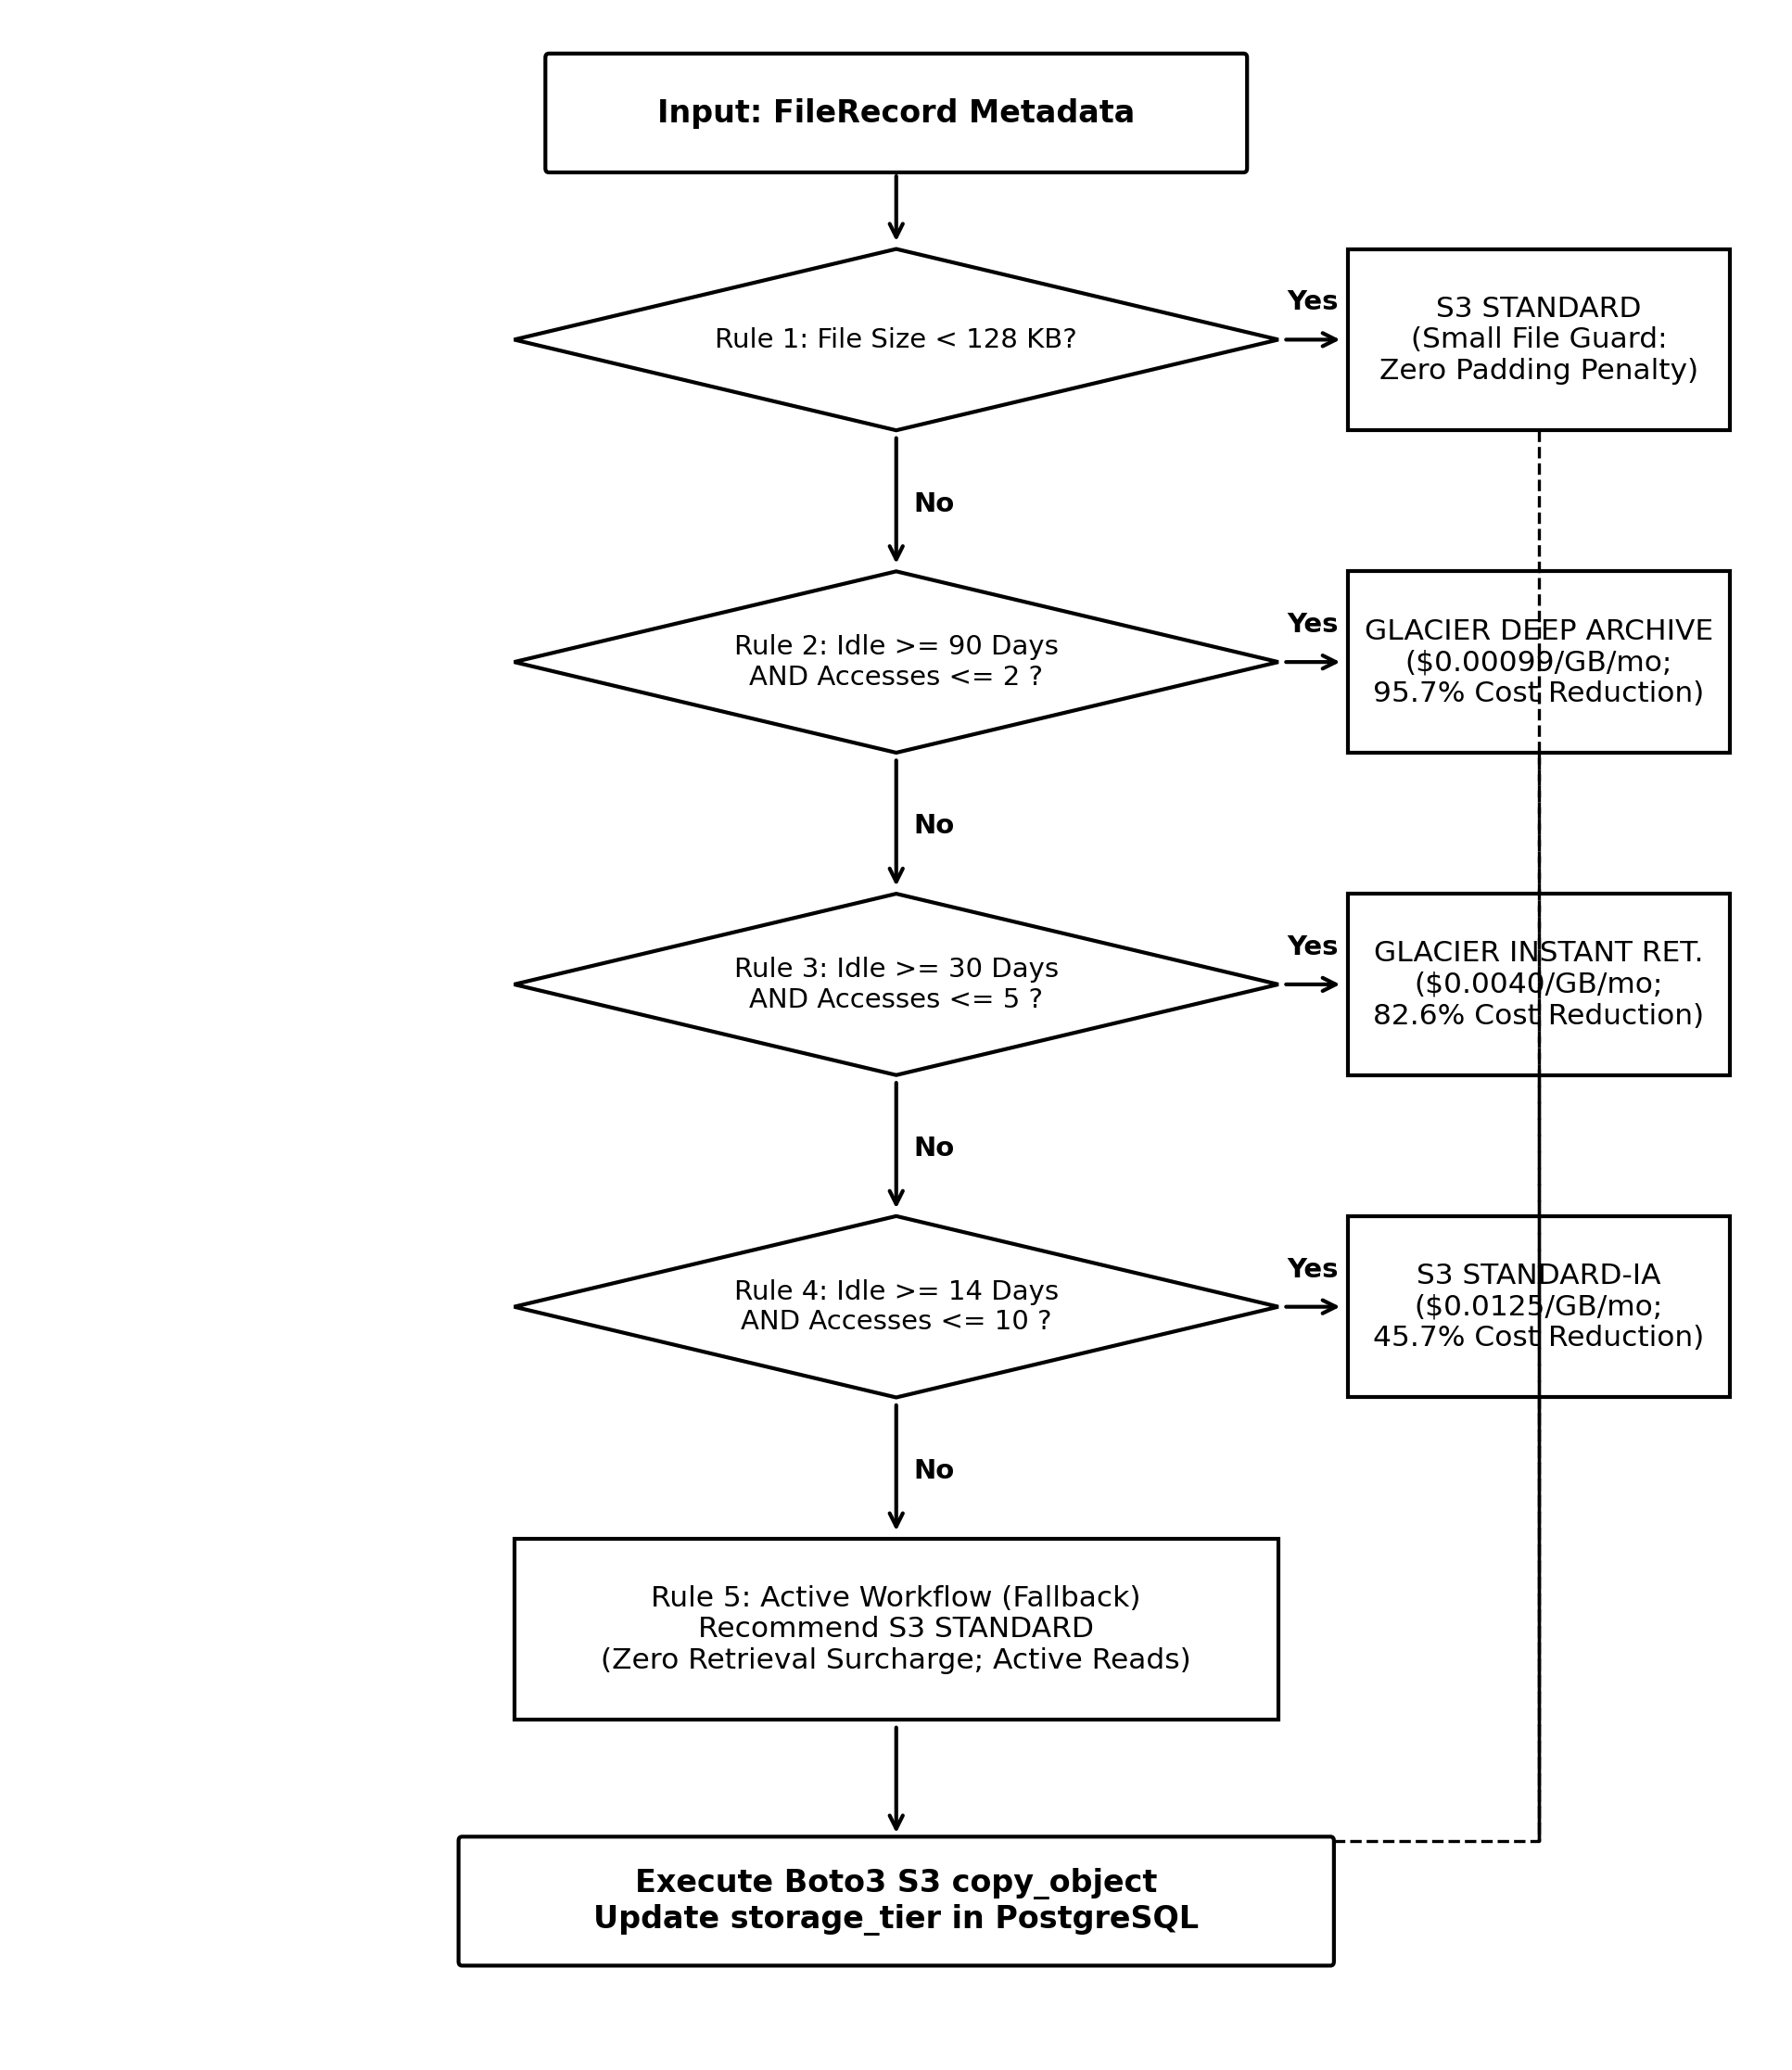 Input: FileRecord Metadata
Rule 1: File Size < 128 KB?
Yes
S3 STANDARD
(Small File Guard:
Zero Padding Penalty)
No
Rule 2: Idle >= 90 Days
AND Accesses <= 2 ?
Yes
GLACIER DEEP ARCHIVE
($0.00099/GB/mo;
95.7% Cost Reduction)
No
Rule 3: Idle >= 30 Days
AND Accesses <= 5 ?
Yes
GLACIER INSTANT RET.
($0.0040/GB/mo;
82.6% Cost Reduction)
No
Rule 4: Idle >= 14 Days
AND Accesses <= 10 ?
Yes
S3 STANDARD-IA
($0.0125/GB/mo;
45.7% Cost Reduction)
No
Rule 5: Active Workflow (Fallback)
Recommend S3 STANDARD
(Zero Retrieval Surcharge; Active Reads)
Execute Boto3 S3 copy_object
Update storage_tier in PostgreSQL